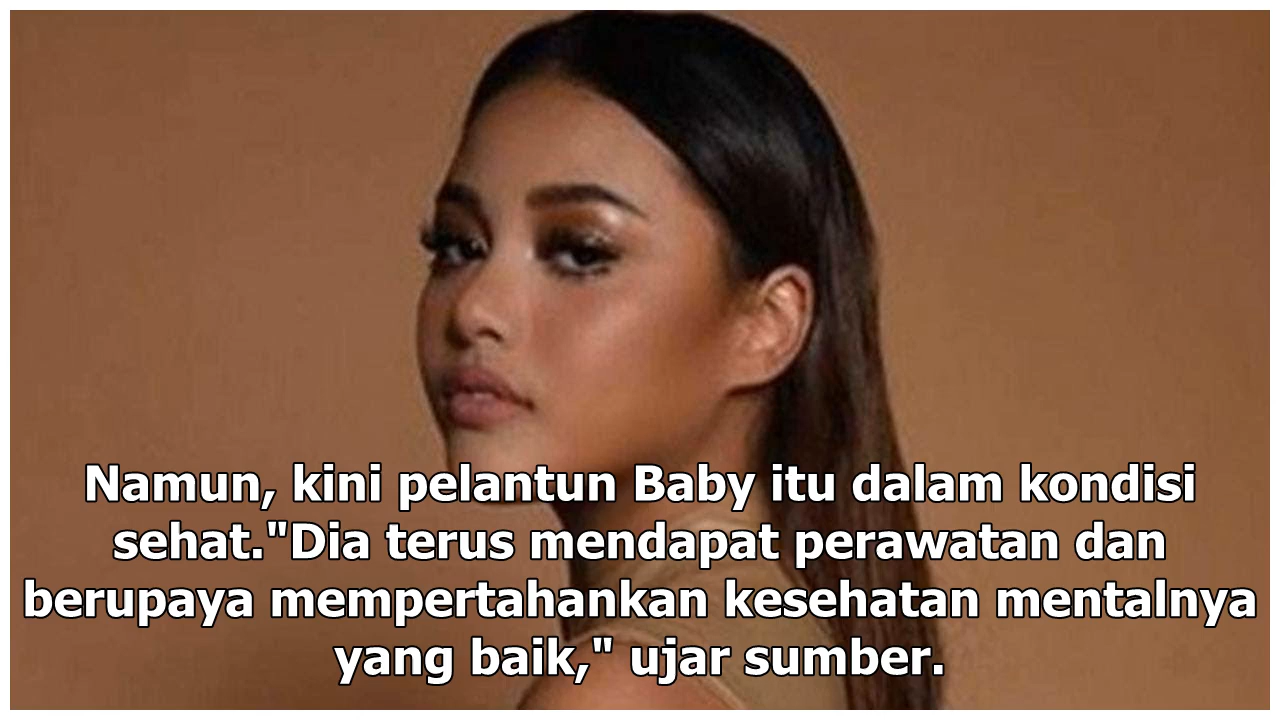 Namun, kini pelantun Baby itu dalam kondisi
sehat."Dia terus mendapat perawatan dan
berupaya mempertahankan kesehatan mentalnya
yang baik," ujar sumber.